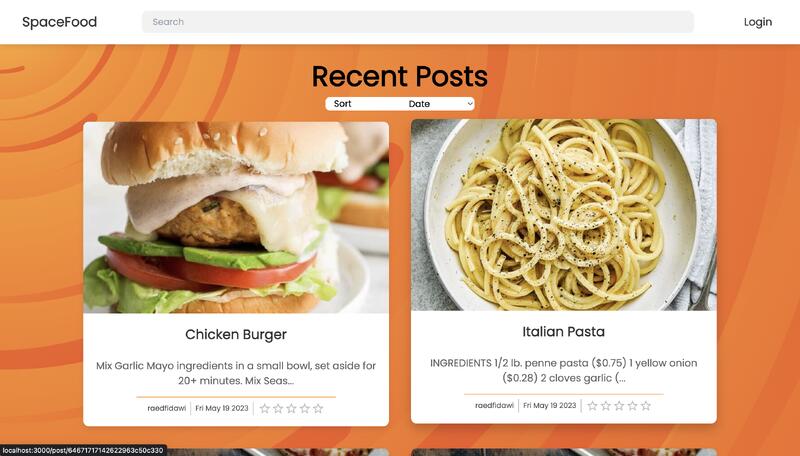 SpaceFood
Search
Login
Recent Posts
Sort
Date
Chicken Burger
Mix Garlic Mayo ingredients in a small bowl, set aside for
20+ minutes. Mix Seas...
raedfidawi
Fri May 19 2023
Italian Pasta
INGREDIENTS 1/2 lb. penne pasta ($0.75) 1 yellow onion
($0.28) 2 cloves garlic (...
raedfidawi
Fri May 19 2023
localhost:3000/post/64671717142622963c50c330